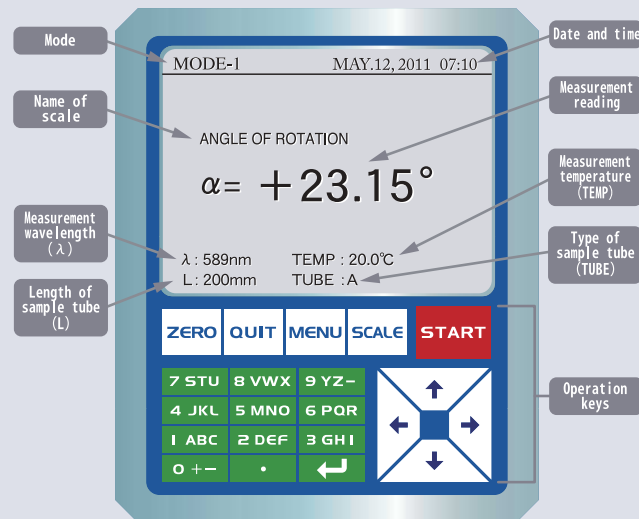 Mode
Date and time
MODE-1 MAY.12, 2011 07:10
Name of
scale
Measurement
reading
ANGLE OF ROTATION
α= +23.15°
Measurement
temperature
(TEMP)
Measurement
wavelength
(λ)
λ : 589nm TEMP : 20.0℃
Type of
sample tube
(TUBE)
Length of
sample tube
(L)
L : 200mm TUBE : A
ZERO QUIT MENU SCALE START
7 STU 8 VWX 9 YZ-
4 JKL 5 MNO 6 PQR
1 ABC 2 DEF 3 GHI
0 +- ·
Operation
keys